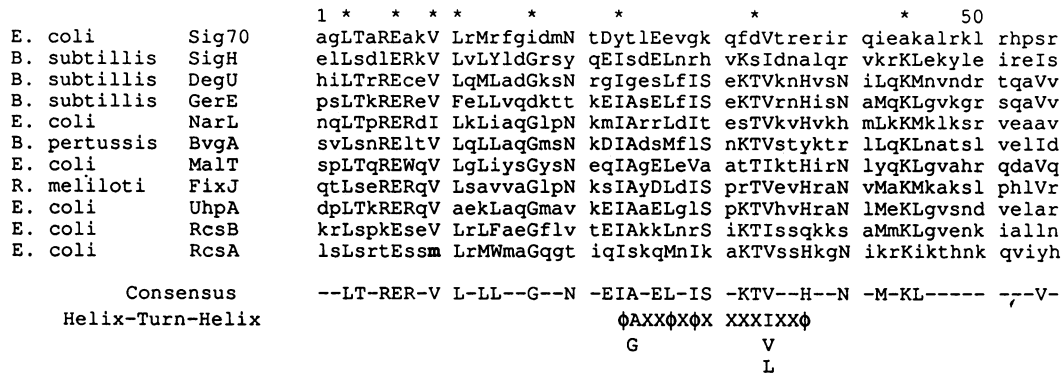 1 * * * * * * * * 50
E. coli Sig70 agLTaREakV LrMrfgidmN tDytlEevgk qfdVtrerir qieakalrkl rhpsr
B. subtillis SigH elLsdlERkV LvLYldGrsy qEIsdELnrh vKsIdnalqr vkrKLekyle ireIs
B. subtillis DegU hiLTrREceV LqMLadGksN rgIgesLfIS eKTVknHvsN iLqKMnvndr tqaVv
B. subtillis GerE psLTkREReV FeLLvqdktt kEIAsELfIS eKTVrnHisN aMqKLgvkgr sqaVv
E. coli NarL nqLTpRERdI LkLiaqGlpN kmIArrLdIt esTVkvHvkh mLkKMklksr veaav
B. pertussis BvgA svLsnREltV LqLLaqGmsN kdIAdsMflS nKTVstyktr lLqKLnatsl velId
E. coli MalT spLTqREWqV LgLiysGysN eqIAgELeVa atTIktHirN lyqKLgvahr qdaVq
R. meliloti FixJ qtLseRERqV LsavvaGlpN ksIAyDLdIS prTVevHraN vMaKMkaksl phlVr
E. coli UhpA dpLTkRERqV aekLaqGmav kEIAaELglS pKTVhvHraN lMeKLgvsnd velar
E. coli RcsB krLspkEseV LrLFaeGflv tEIAkkLnrS iKTIssqkks aMmKLgvenk iaLln
E. coli RcsA lsLsrtEssm LrMWmaGqgt iqIskqMnIk aKTVssHkgN ikrKikthnk qviyh
Consensus --LT-RER-V L-LL--G--N -EIA-EL-IS -KTV--H--N -M-KL----- ---V-
Helix-Turn-Helix ϕAXXϕXϕX XXXIXXϕ
G V
L